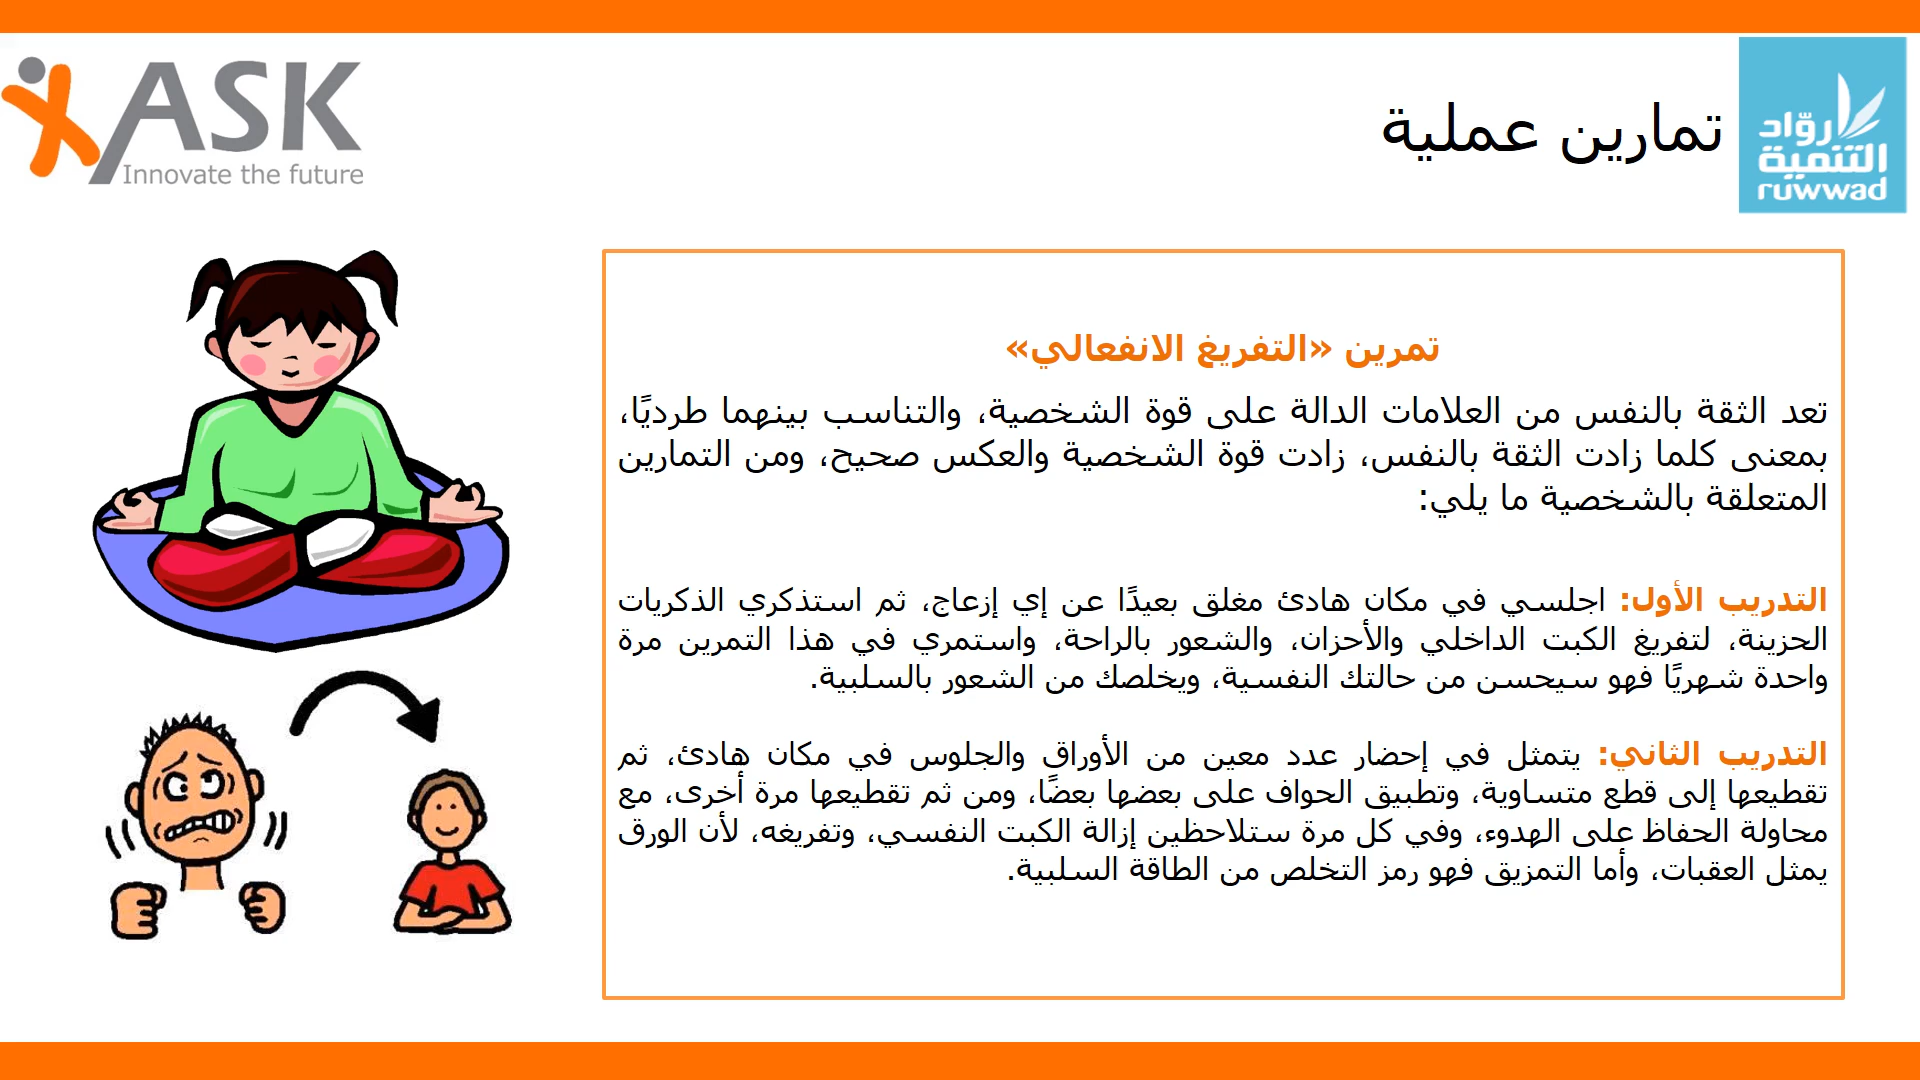 ASK
Innovate the future
تمارين عملية
روّاد
التنمية
ruwwad
تمرين «التفريغ الانفعالي»
تعد الثقة بالنفس من العلامات الدالة على قوة الشخصية، والتناسب بينهما طرديًا،
بمعنى كلما زادت الثقة بالنفس، زادت قوة الشخصية والعكس صحيح، ومن التمارين
المتعلقة بالشخصية ما يلي:
التدريب الأول: اجلسي في مكان هادئ مغلق بعيدًا عن إي إزعاج، ثم استذكري الذكريات
الحزينة، لتفريغ الكبت الداخلي والأحزان، والشعور بالراحة، واستمري في هذا التمرين مرة
واحدة شهريًا فهو سيحسن من حالتك النفسية، ويخلصك من الشعور بالسلبية.
التدريب الثاني: يتمثل في إحضار عدد معين من الأوراق والجلوس في مكان هادئ، ثم
تقطيعها إلى قطع متساوية، وتطبيق الحواف على بعضها بعضًا، ومن ثم تقطيعها مرة أخرى، مع
محاولة الحفاظ على الهدوء، وفي كل مرة ستلاحظين إزالة الكبت النفسي، وتفريغه، لأن الورق
يمثل العقبات، وأما التمزيق فهو رمز التخلص من الطاقة السلبية.